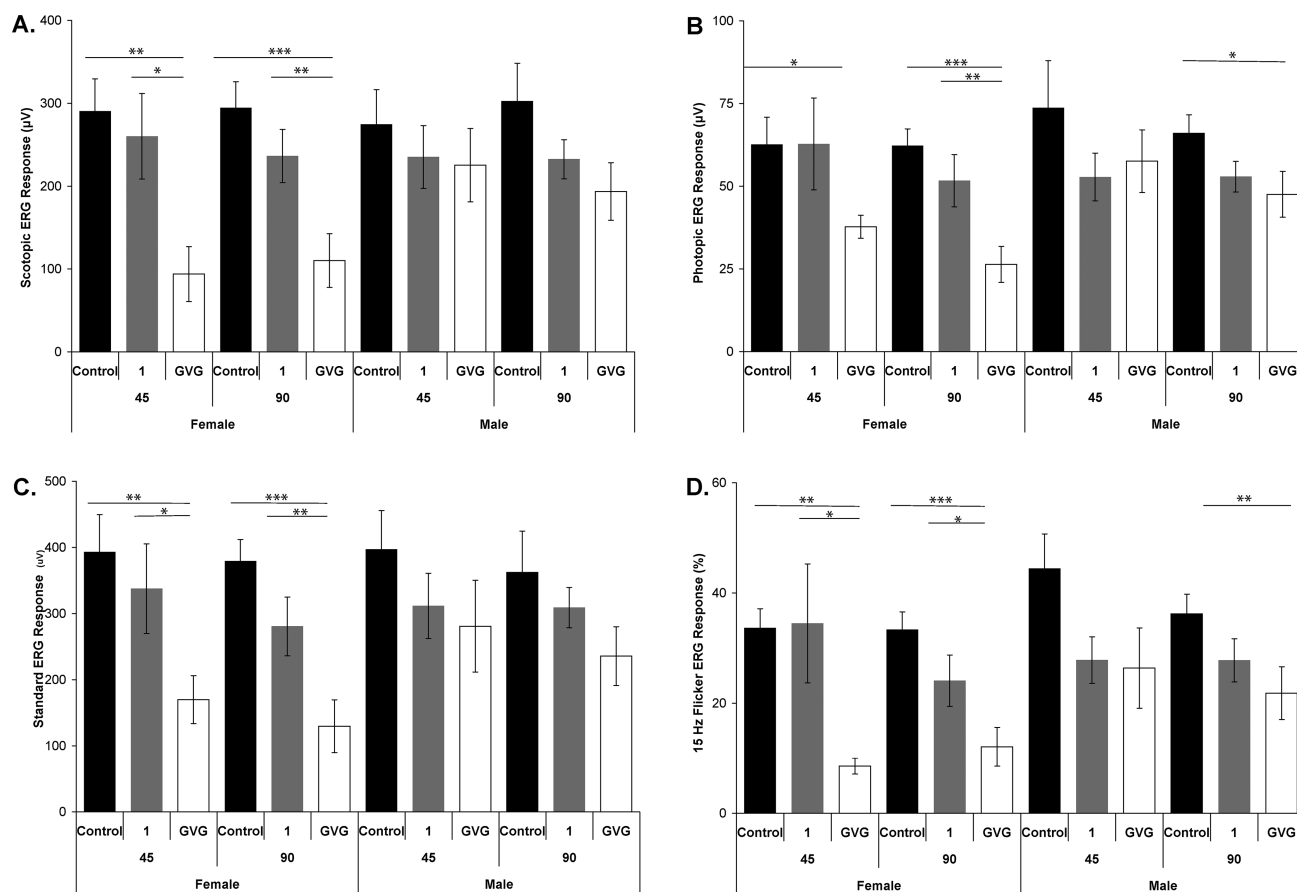 A.
Scotopic ERG Response (µV)
400
300
200
100
0
** ***
* **
Control 1 GVG Control 1 GVG Control 1 GVG Control 1 GVG
45 90 45 90
Female Male
B
Photopic ERG Response (µV)
100
75
50
25
0
* *** *
**
Control 1 GVG Control 1 GVG Control 1 GVG Control 1 GVG
45 90 45 90
Female Male
C.
Standard ERG Response (uV)
500
400
300
200
100
0
** ***
* **
Control 1 GVG Control 1 GVG Control 1 GVG Control 1 GVG
45 90 45 90
Female Male
D.
15 Hz Flicker ERG Response (%)
60
40
20
0
** *** **
* *
Control 1 GVG Control 1 GVG Control 1 GVG Control 1 GVG
45 90 45 90
Female Male